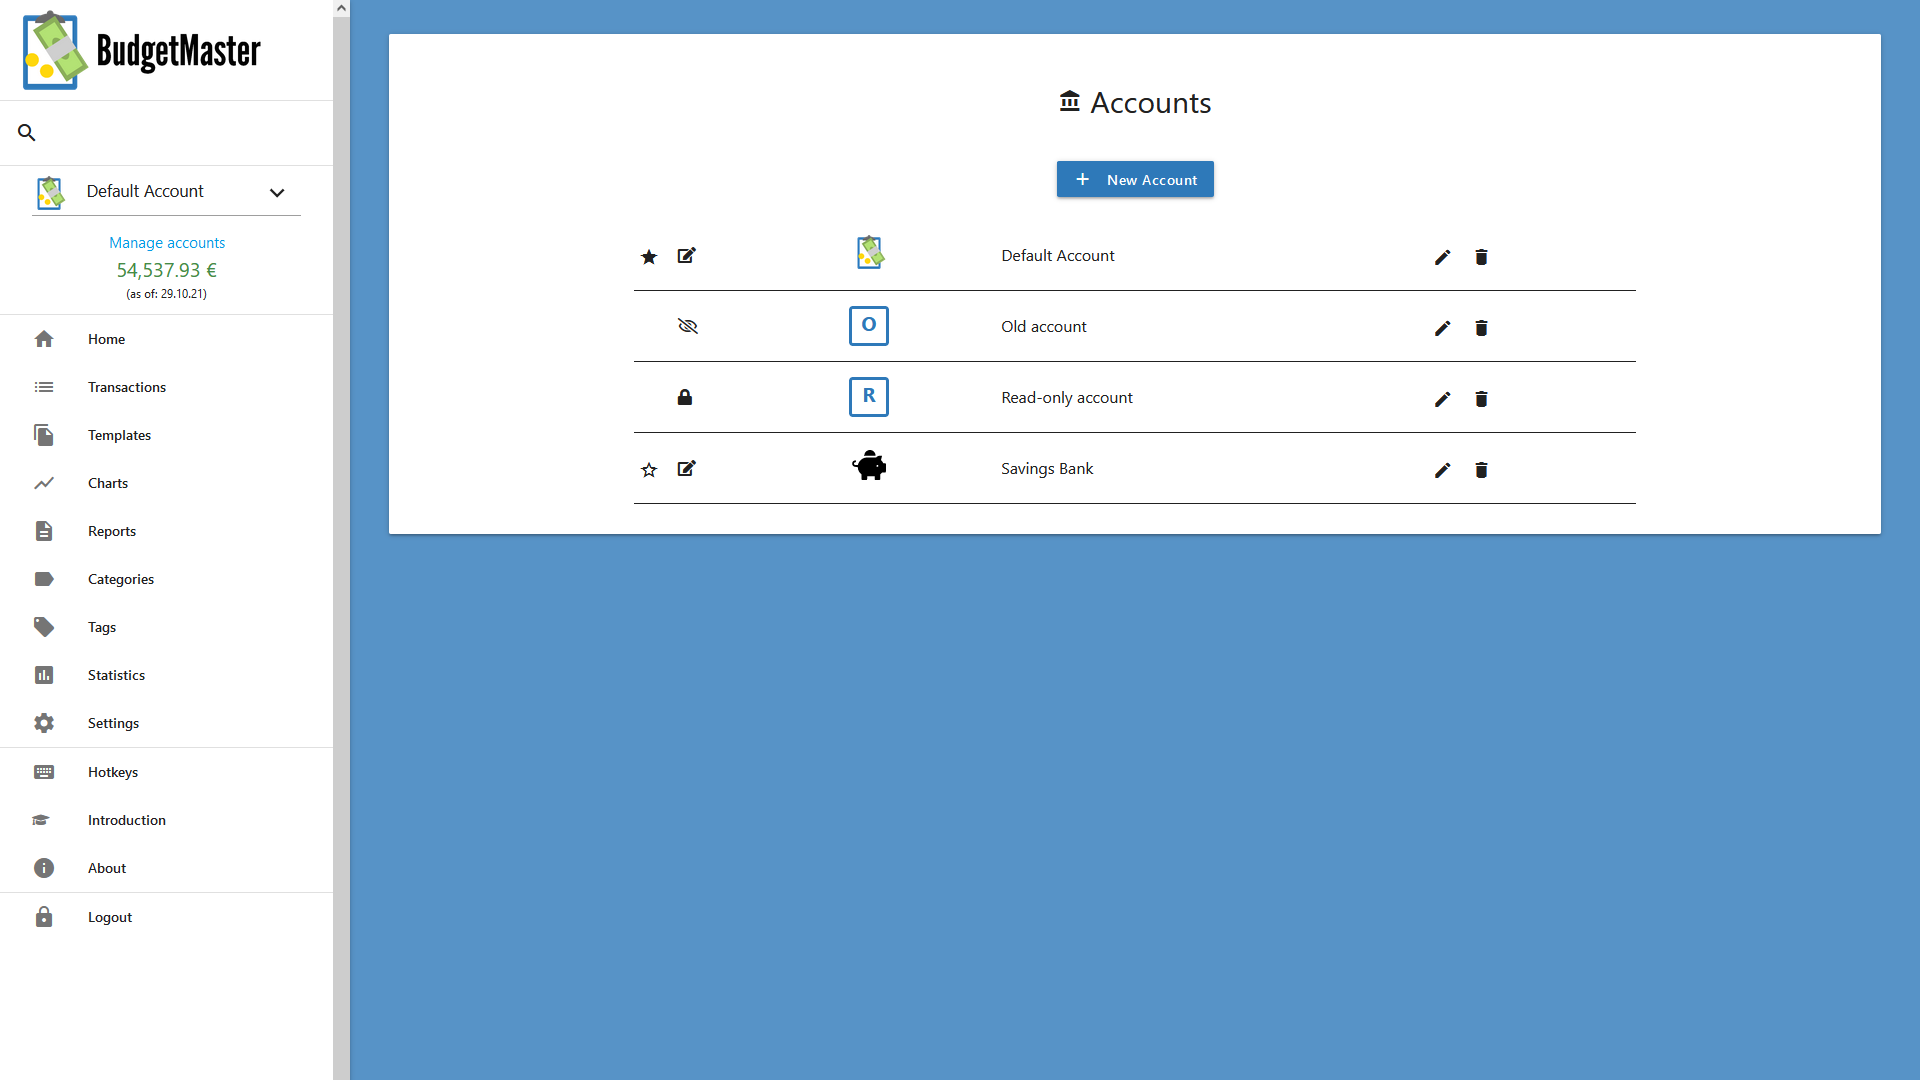 BudgetMaster
Default Account
Manage accounts
54,537.93 €
(as of: 29.10.21)
Home
Transactions
Templates
Charts
Reports
Categories
Tags
Statistics
Settings
Hotkeys
Introduction
About
Logout
Accounts
New Account
Default Account
O Old account
R Read-only account
Savings Bank